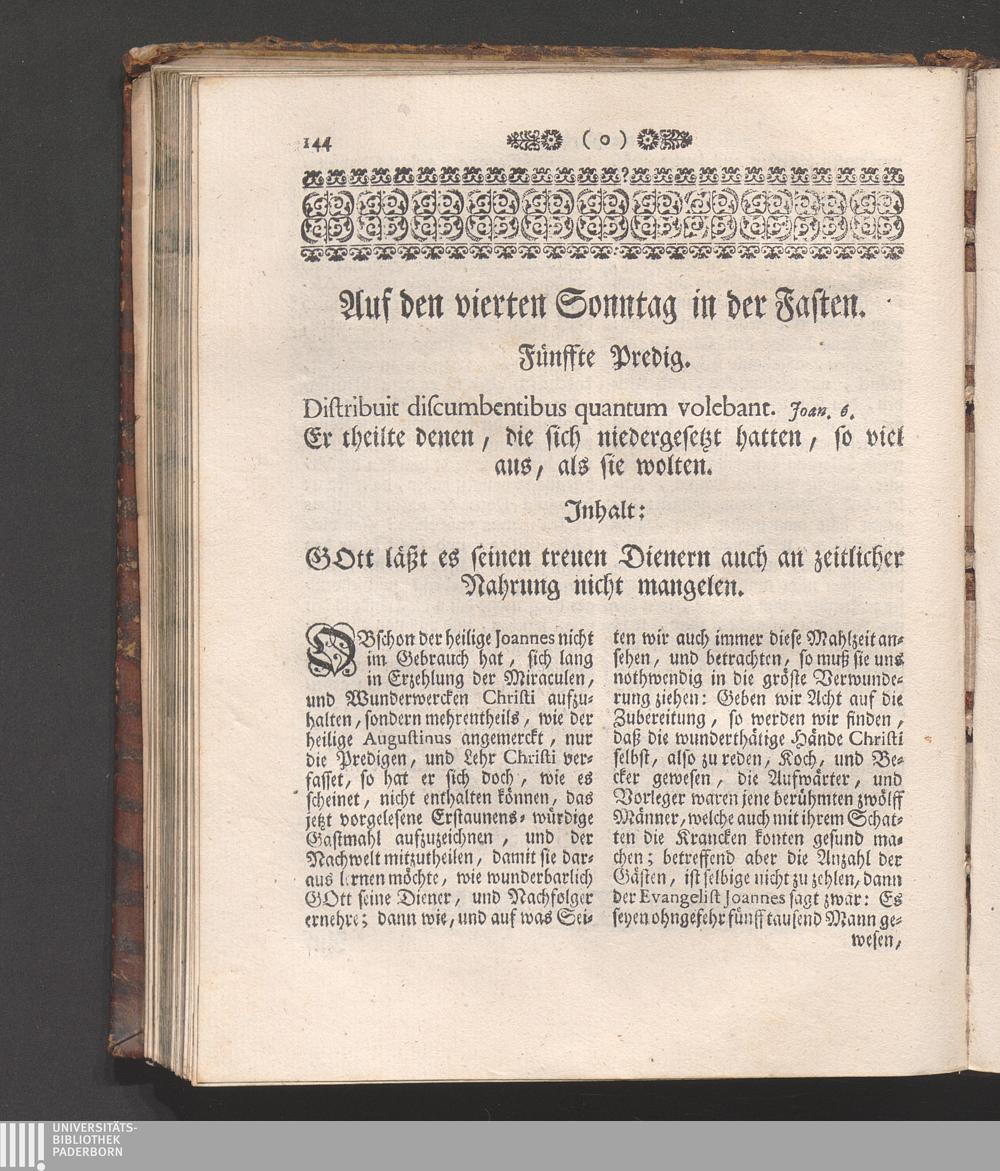 144 ( o )
Auf den vierten Sonntag in der Fasten.
Fünffte Predig.
Distribuit discumbentibus quantum volebant. Joan. 6.
Er theilte denen, die sich niedergesetzt hatten, so viel
aus, als sie wolten.
Inhalt:
GOtt läßt es seinen treuen Dienern auch an zeitlicher
Nahrung nicht mangelen.
OBschon der heilige Joannes nicht
im Gebrauch hat, sich lang
in Erzehlung der Miraculen,
und Wunderwercken Christi aufzu-
halten, sondern mehrentheils, wie der
heilige Augustinus angemerckt, nur
die Predigen, und Lehr Christi ver-
fasset, so hat er sich doch, wie es
scheinet, nicht enthalten können, das
jetzt vorgelesene Erstaunens-würdige
Gastmahl aufzuzeichnen, und der
Nachwelt mitzutheilen, damit sie dar-
aus lernen möchte, wie wunderbarlich
GOtt seine Diener, und Nachfolger
ernehre; dann wie, und auf was Sei-
ten wir auch immer diese Mahlzeit an-
sehen, und betrachten, so muß sie uns
nothwendig in die gröste Verwunde-
rung ziehen: Geben wir Acht auf die
Zubereitung, so werden wir finden,
daß die wunderthätige Hände Christi
selbst, also zu reden, Koch, und Be-
cker gewesen, die Aufwärter, und
Vorleger waren jene berühmten zwölff
Männer, welche auch mit ihrem Schat-
ten die Krancken konten gesund ma-
chen; betreffend aber die Anzahl der
Gästen, ist selbige nicht zu zehlen, dann
der Evangelist Joannes sagt zwar: Es
seyen ohngefehr fünff tausend Mann ge-
wesen,
UNIVERSITÄTS-
BIBLIOTHEK
PADERBORN